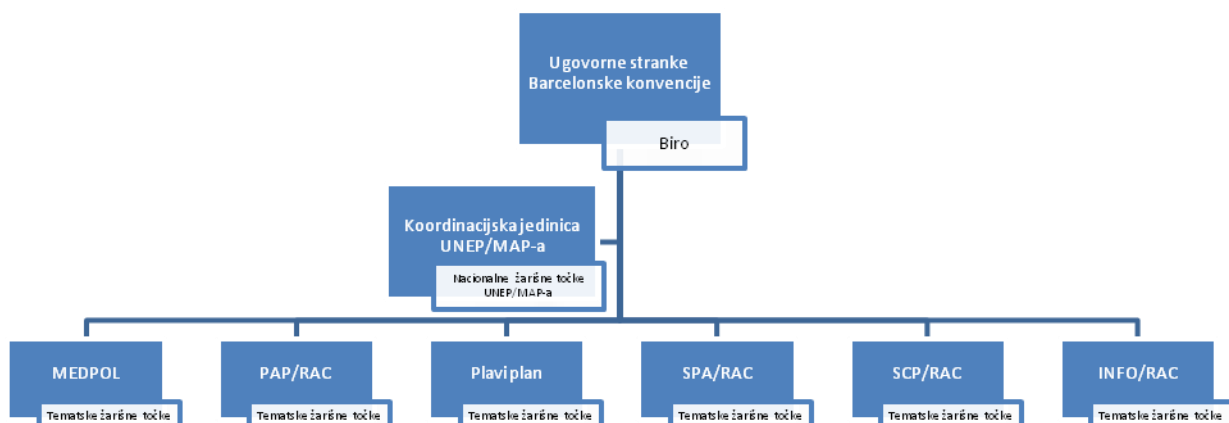 Ugovorne stranke
Barcelonske konvencije
Biro
Koordinacijska jedinica
UNEP/MAP-a
Nacionalne žarišne točke
UNEP/MAP-a
MEDPOL
Tematske žarišne točke
PAP/RAC
Tematske žarišne točke
Plavi plan
Tematske žarišne točke
SPA/RAC
Tematske žarišne točke
SCP/RAC
Tematske žarišne točke
INFO/RAC
Tematske žarišne točke